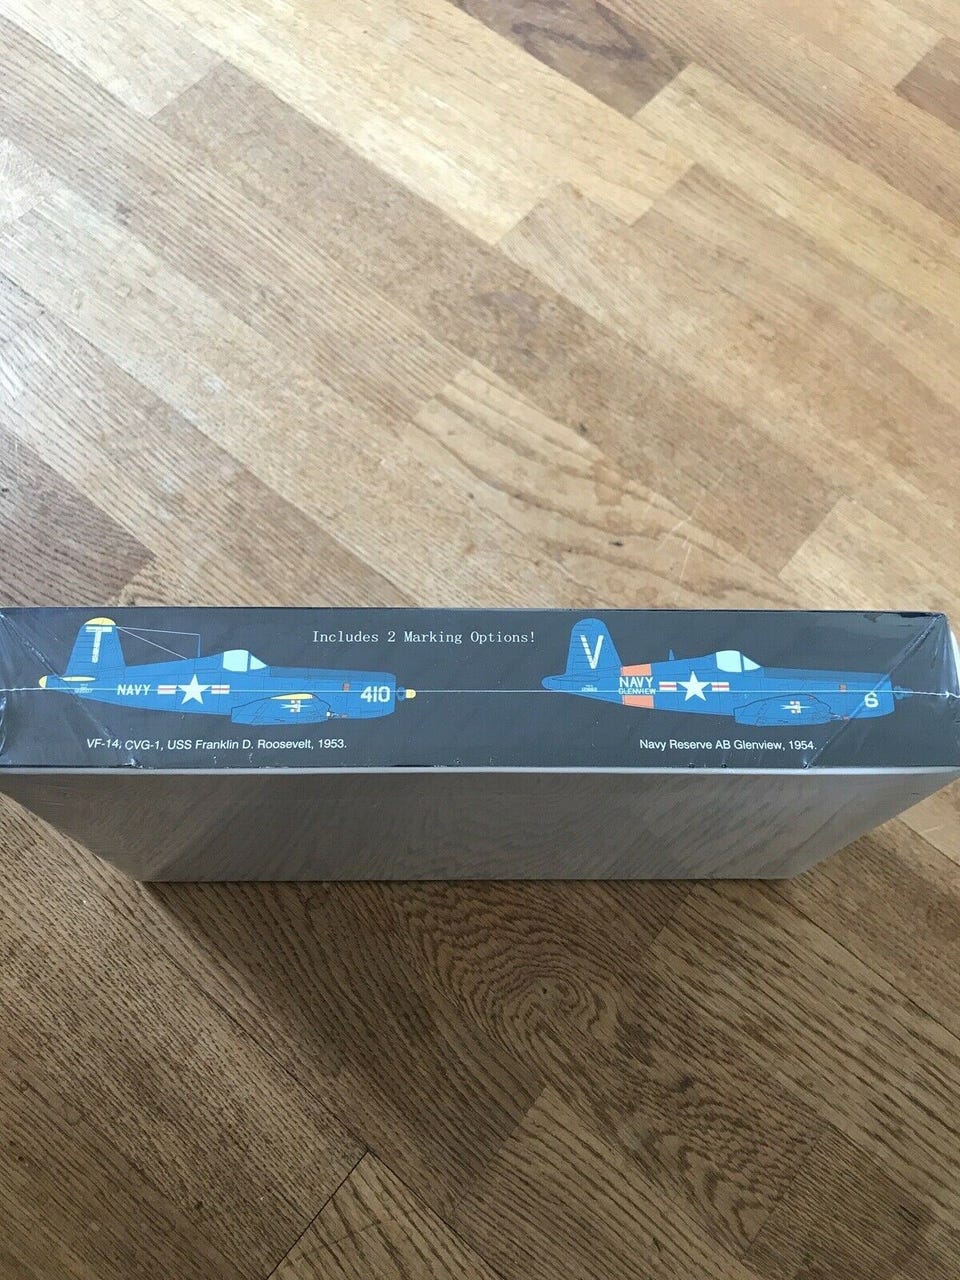 Includes 2 Marking Options!
T
NAVY
410
VF-14, CVG-1, USS Franklin D. Roosevelt, 1953.
V
NAVY
GLENVIEW
6
Navy Reserve AB Glenview, 1954.